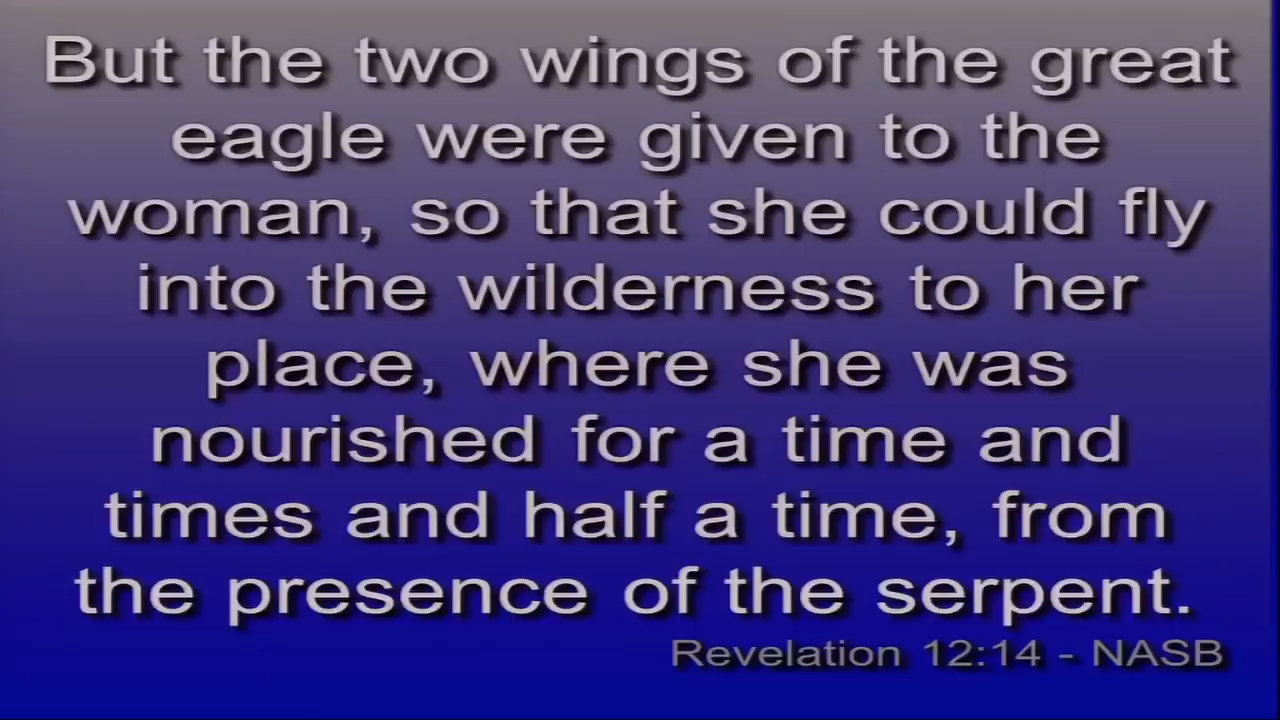 But the two wings of the great
eagle were given to the
woman, so that she could fly
into the wilderness to her
place, where she was
nourished for a time and
times and half a time, from
the presence of the serpent.
Revelation 12:14 - NASB